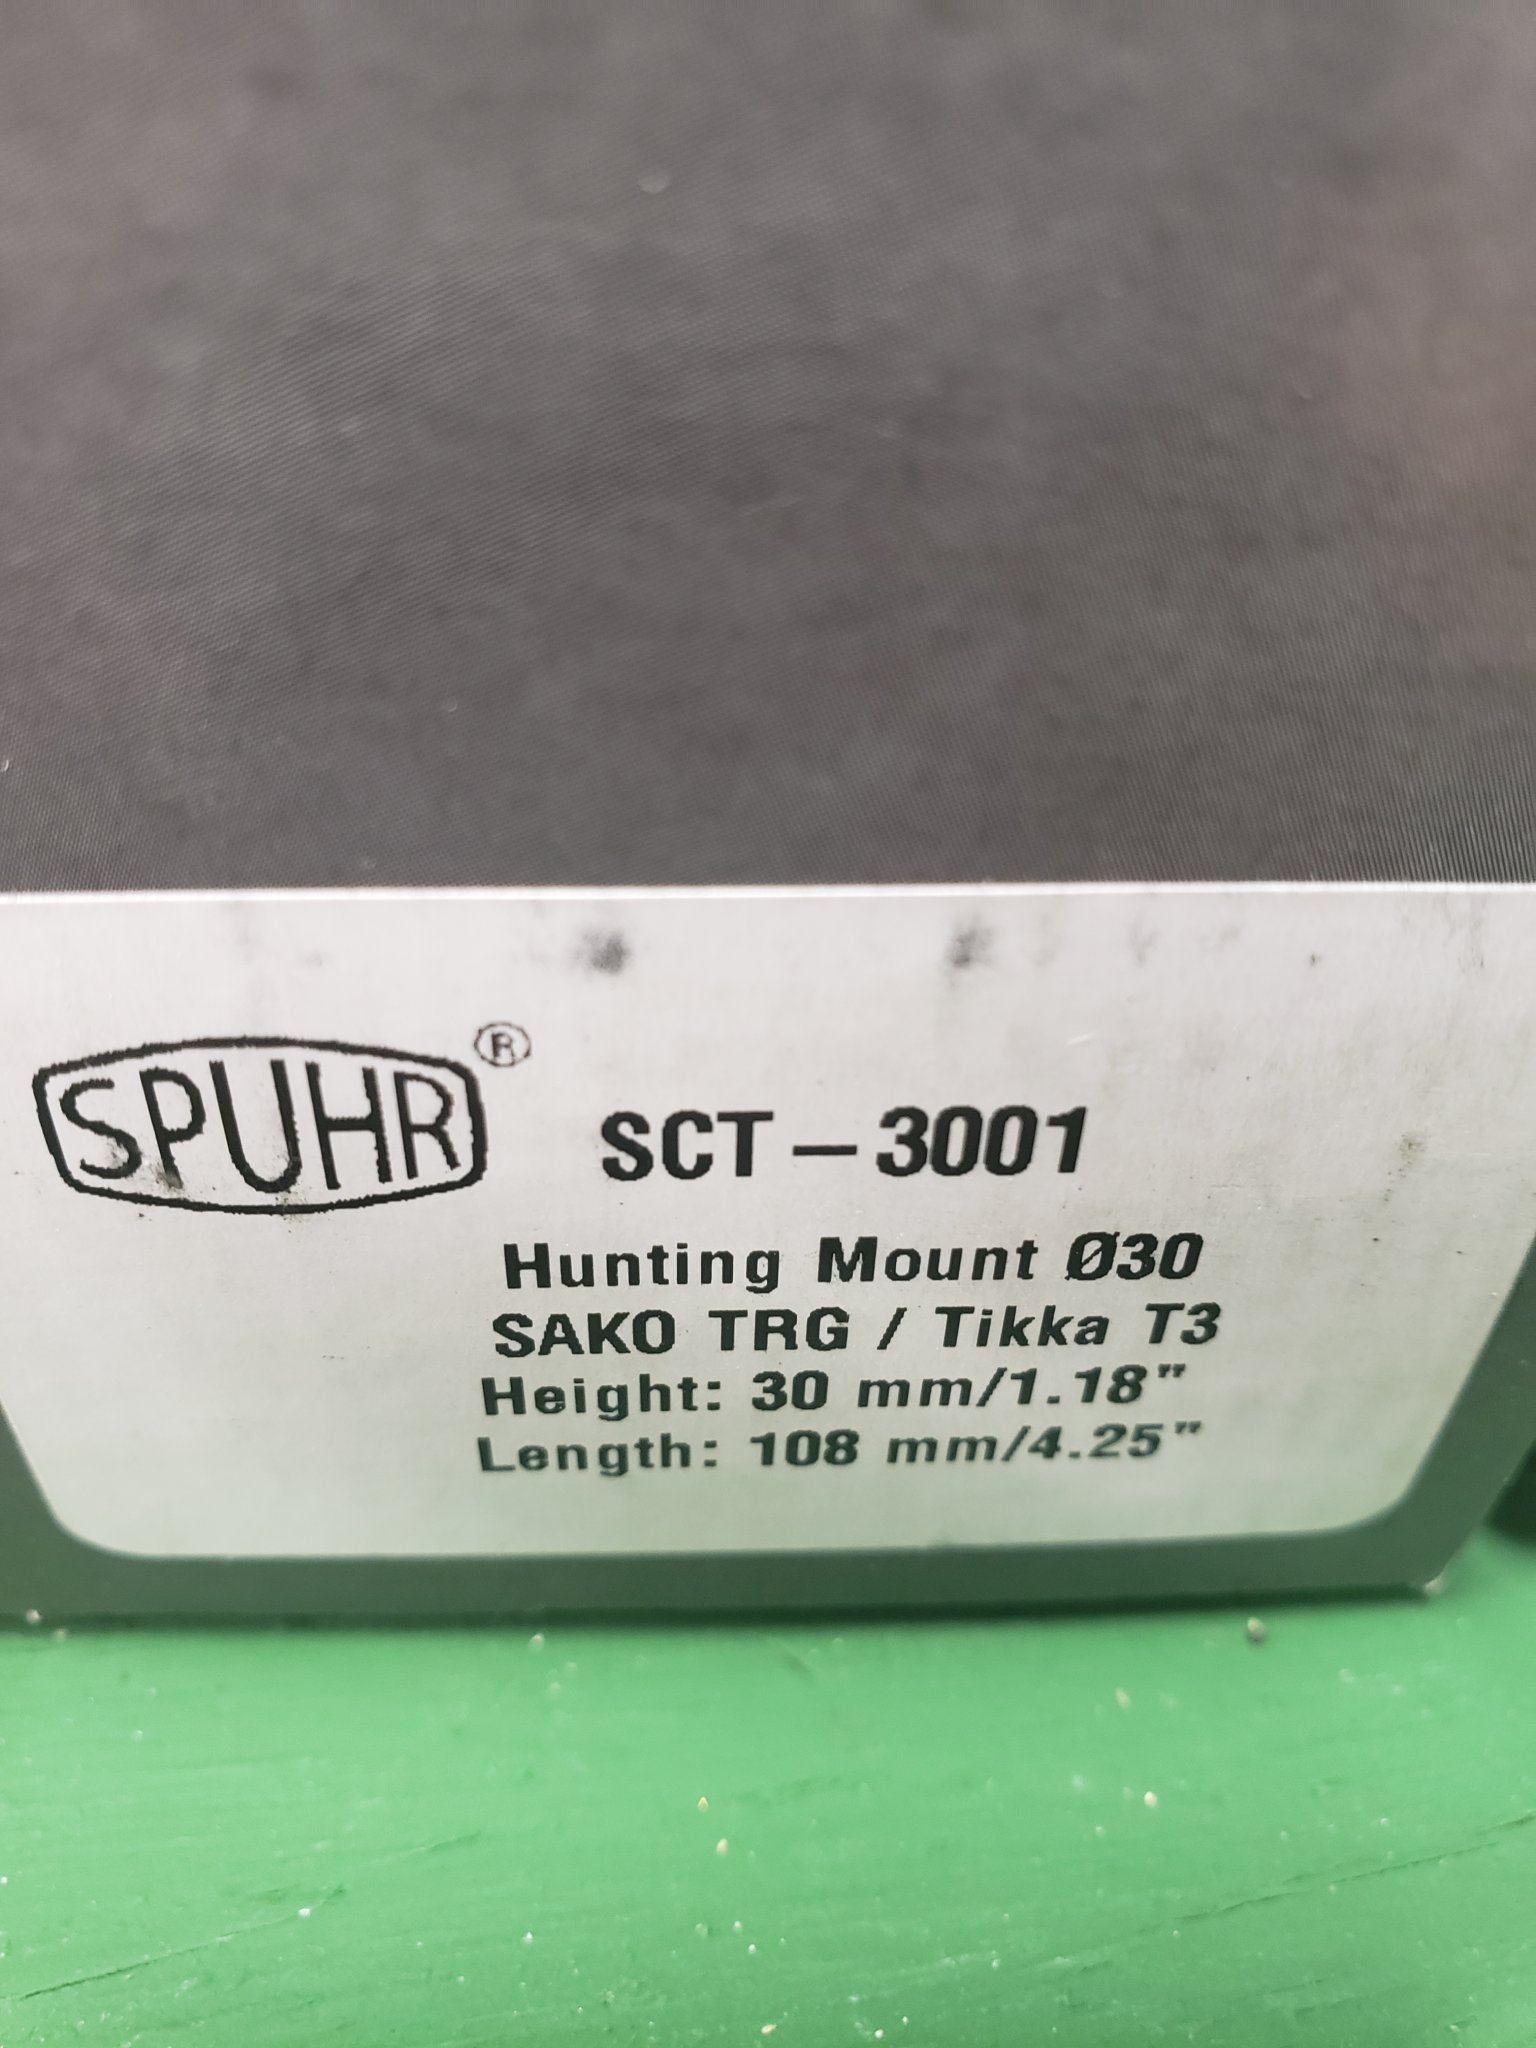 SPUHR®
SCT – 3001
Hunting Mount Ø30
SAKO TRG / Tikka T3
Height: 30 mm/1.18"
Length: 108 mm/4.25"